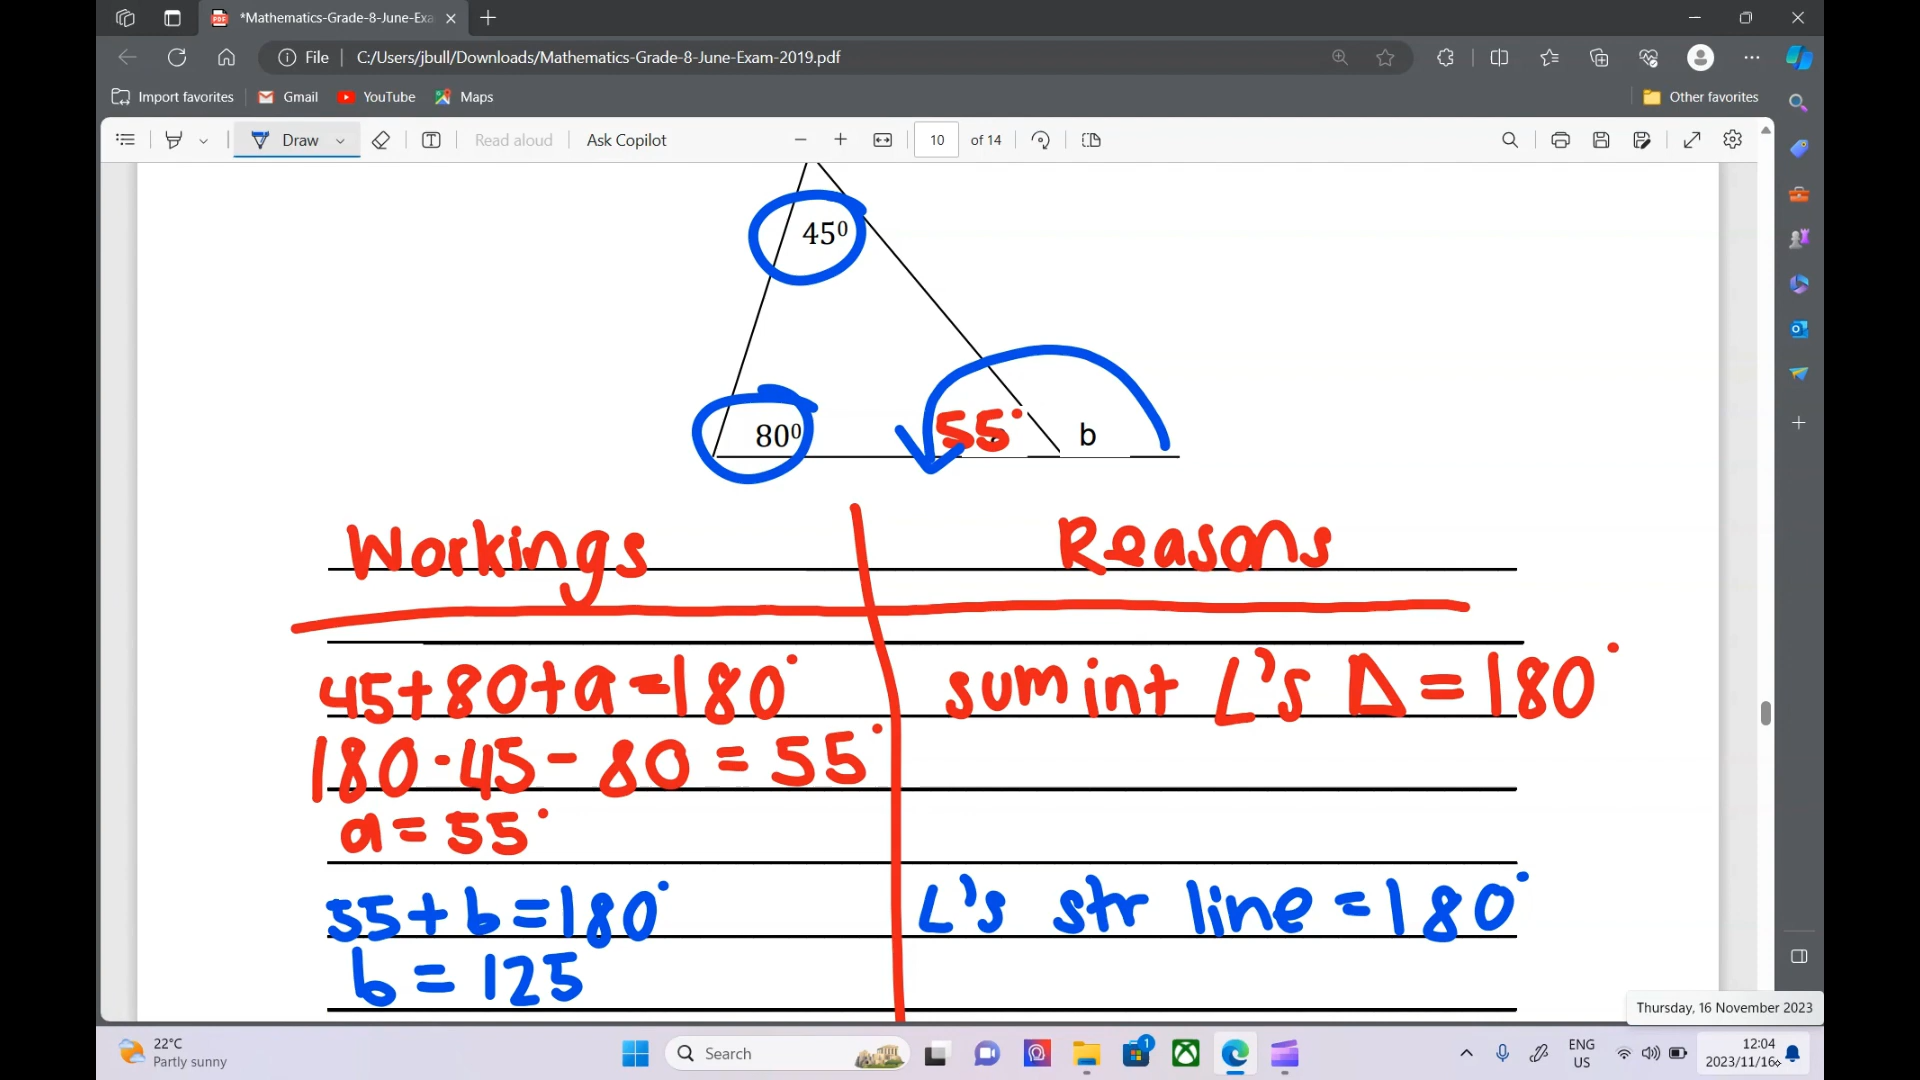 *Mathematics-Grade-8-June-Exa
File
C:/Users/jbull/Downloads/Mathematics-Grade-8-June-Exam-2019.pdf
Import favorites
Gmail
YouTube
Maps
Other favorites
Draw
Read aloud
Ask Copilot
10 of 14
45⁰
80⁰
55°
b
Workings
Reasons
45+80+a=180°
sum int L's Δ=180°
180-45-80=55°
a=55°
55+b=180°
L's str line=180°
b=125
Thursday, 16 November 2023
22°C
Partly sunny
Search
1
ENG
US
12:04
2023/11/16